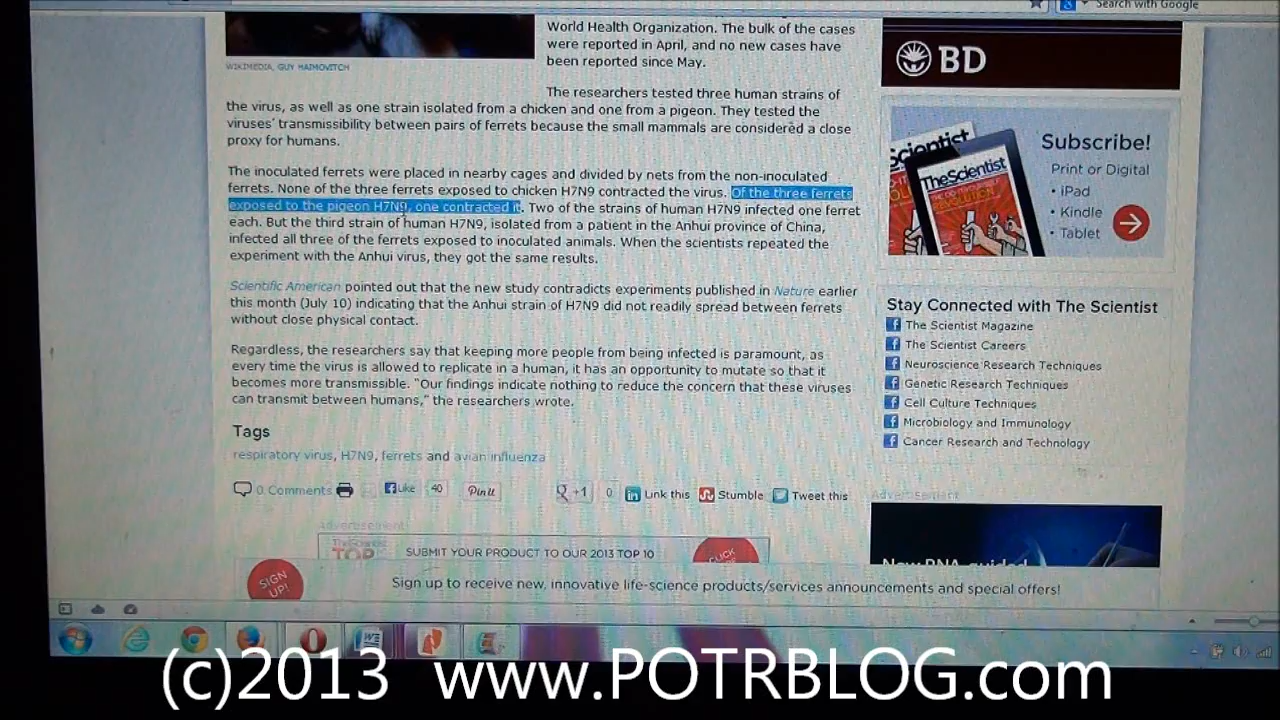 Search with Google
World Health Organization. The bulk of the cases
were reported in April, and no new cases have
been reported since May.
WIKIMEDIA, GUY HAIMOVITCH
The researchers tested three human strains of
the virus, as well as one strain isolated from a chicken and one from a pigeon. They tested the
viruses' transmissibility between pairs of ferrets because the small mammals are considered a close
proxy for humans.
The inoculated ferrets were placed in nearby cages and divided by nets from the non-inoculated
ferrets. None of the three ferrets exposed to chicken H7N9 contracted the virus. Of the three ferrets
exposed to the pigeon H7N9, one contracted it. Two of the strains of human H7N9 infected one ferret
each. But the third strain of human H7N9, isolated from a patient in the Anhui province of China,
infected all three of the ferrets exposed to inoculated animals. When the scientists repeated the
experiment with the Anhui virus, they got the same results.
Scientific American pointed out that the new study contradicts experiments published in Nature earlier
this month (July 10) indicating that the Anhui strain of H7N9 did not readily spread between ferrets
without close physical contact.
Regardless, the researchers say that keeping more people from being infected is paramount, as
every time the virus is allowed to replicate in a human, it has an opportunity to mutate so that it
becomes more transmissible. "Our findings indicate nothing to reduce the concern that these viruses
can transmit between humans," the researchers wrote.
Tags
respiratory virus, H7N9, ferrets and avian influenza
0 Comments
Like 40
Pin It
+1 0
Link this
Stumble
Tweet this
Advertisement
SUBMIT YOUR PRODUCT TO OUR 2013 TOP 10
CLICK
SIGN
UP!
Sign up to receive new, innovative life-science products/services announcements and special offers!
BD
Scientist
TheScientist
Subscribe!
Print or Digital
• iPad
• Kindle
• Tablet
Stay Connected with The Scientist
The Scientist Magazine
The Scientist Careers
Neuroscience Research Techniques
Genetic Research Techniques
Cell Culture Techniques
Microbiology and Immunology
Cancer Research and Technology
Advertisement
New RNA-guided
(c)2013 www.POTRBLOG.com